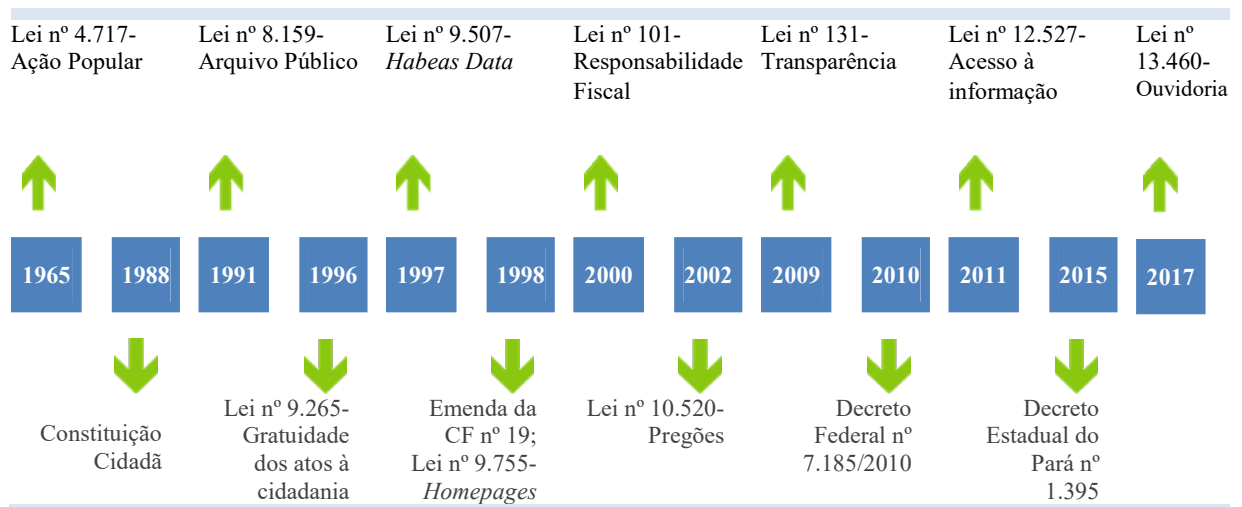 Lei nº 4.717-
Ação Popular
Lei nº 8.159-
Arquivo Público
Lei nº 9.507-
Habeas Data
Lei nº 101-
Responsabilidade
Fiscal
Lei nº 131-
Transparência
Lei nº 12.527-
Acesso à
informação
Lei nº
13.460-
Ouvidoria
1965
1988
1991
1996
1997
1998
2000
2002
2009
2010
2011
2015
2017
Constituição
Cidadã
Lei nº 9.265-
Gratuidade
dos atos à
cidadania
Emenda da
CF nº 19;
Lei nº 9.755-
Homepages
Lei nº 10.520-
Pregões
Decreto
Federal nº
7.185/2010
Decreto
Estadual do
Pará nº
1.395